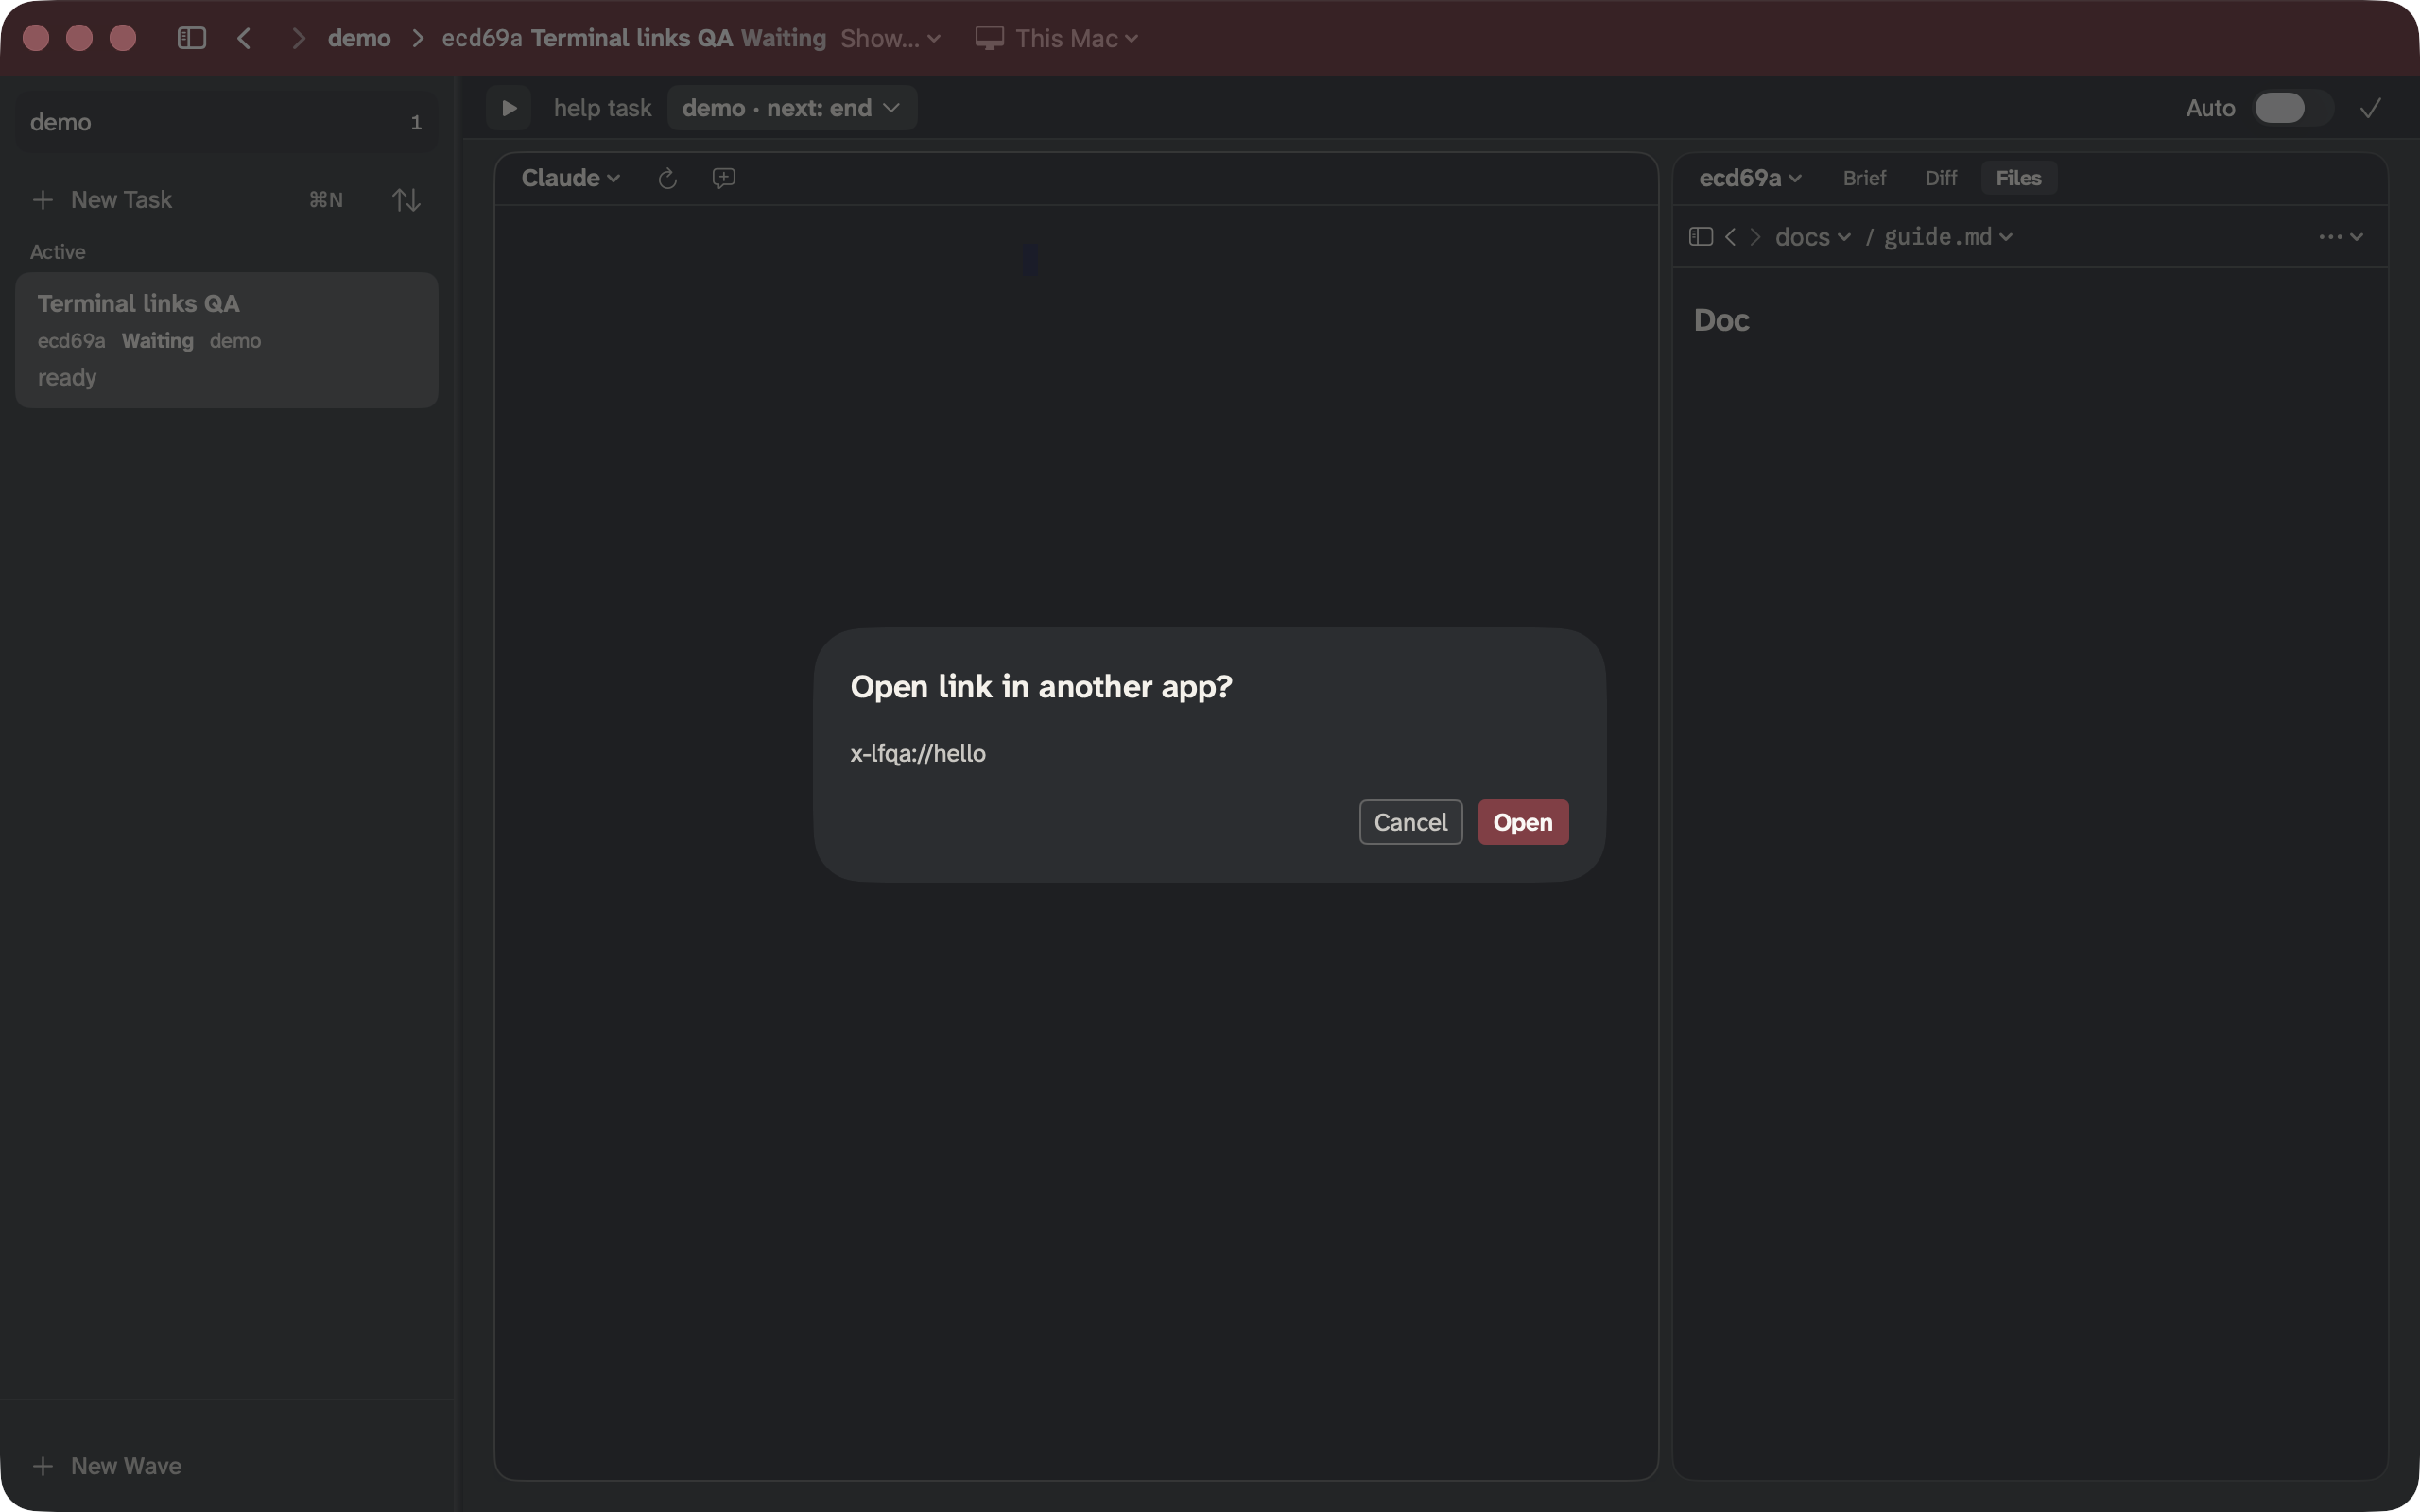 demo > ecd69a Terminal links QA Waiting Show... This Mac
demo 1
New Task ⌘N
Active
Terminal links QA
ecd69a Waiting demo
ready
New Wave
help task demo · next: end Auto
Claude
ecd69a Brief Diff Files
docs / guide.md ...
Doc
Open link in another app?
x-lfqa://hello
Cancel Open